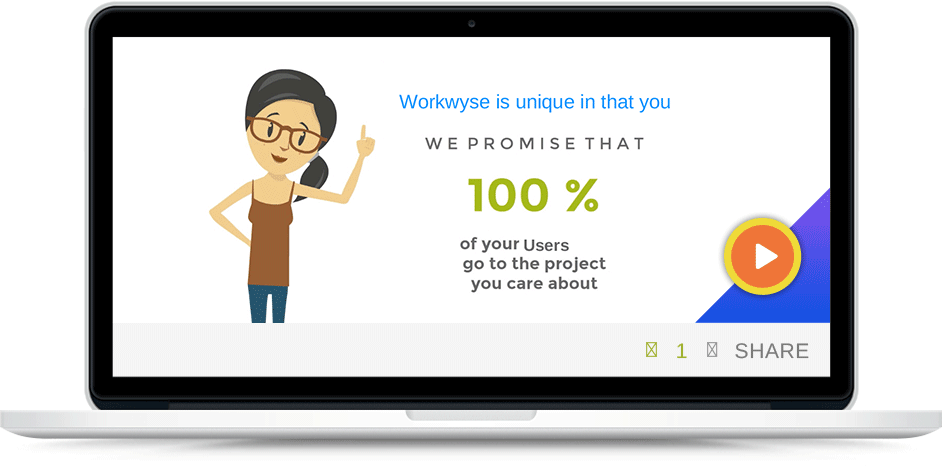 Workwyse is unique in that you
WE PROMISE THAT
100 %
of your Users
go to the project
you care about
1 SHARE